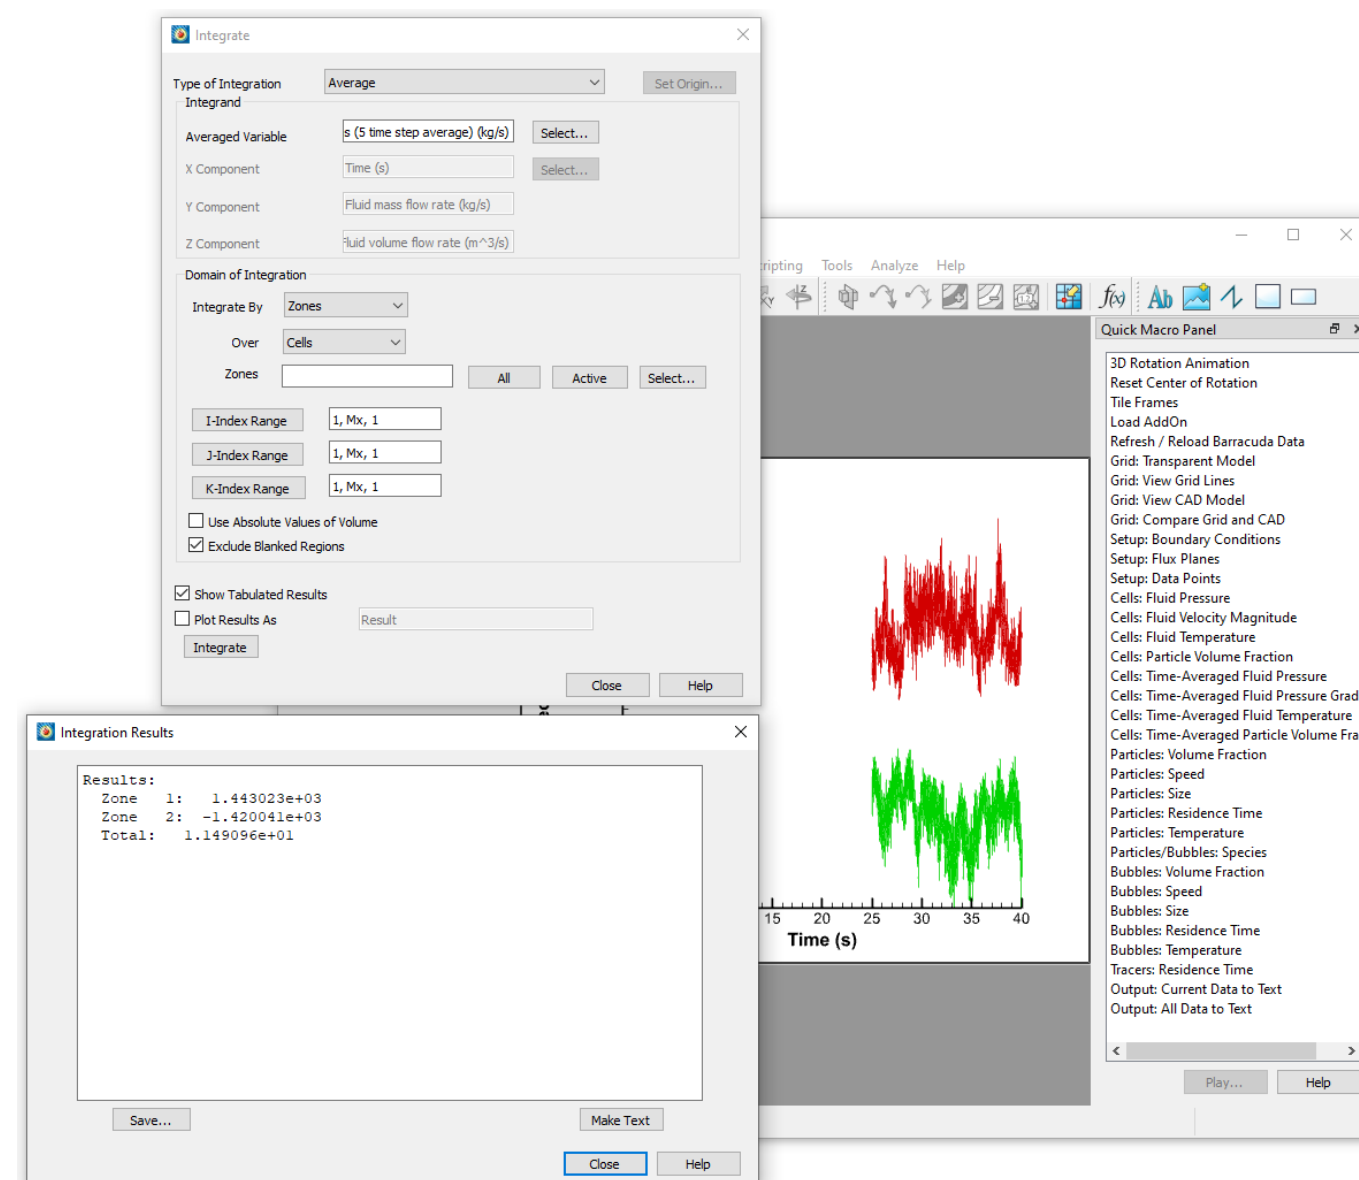 Integrate
Type of Integration Average Set Origin...
Integrand
Averaged Variable s (5 time step average) (kg/s) Select...
X Component Time (s) Select...
Y Component Fluid mass flow rate (kg/s)
Z Component Fluid volume flow rate (m^3/s)
Domain of Integration
Integrate By Zones
Over Cells
Zones All Active Select...
I-Index Range 1, Mx, 1
J-Index Range 1, Mx, 1
K-Index Range 1, Mx, 1
Use Absolute Values of Volume
Exclude Blanked Regions
Show Tabulated Results
Plot Results As Result
Integrate
Close Help
Integration Results
Results:
Zone 1: 1.443023e+03
Zone 2: -1.420041e+03
Total: 1.149096e+01
Save... Make Text
Close Help
cripting Tools Analyze Help
XY Z f(x) Ab
15 20 25 30 35 40
Time (s)
Quick Macro Panel
3D Rotation Animation
Reset Center of Rotation
Tile Frames
Load AddOn
Refresh / Reload Barracuda Data
Grid: Transparent Model
Grid: View Grid Lines
Grid: View CAD Model
Grid: Compare Grid and CAD
Setup: Boundary Conditions
Setup: Flux Planes
Setup: Data Points
Cells: Fluid Pressure
Cells: Fluid Velocity Magnitude
Cells: Fluid Temperature
Cells: Particle Volume Fraction
Cells: Time-Averaged Fluid Pressure
Cells: Time-Averaged Fluid Pressure Grad
Cells: Time-Averaged Fluid Temperature
Cells: Time-Averaged Particle Volume Fra
Particles: Volume Fraction
Particles: Speed
Particles: Size
Particles: Residence Time
Particles: Temperature
Particles/Bubbles: Species
Bubbles: Volume Fraction
Bubbles: Speed
Bubbles: Size
Bubbles: Residence Time
Bubbles: Temperature
Tracers: Residence Time
Output: Current Data to Text
Output: All Data to Text
Play... Help